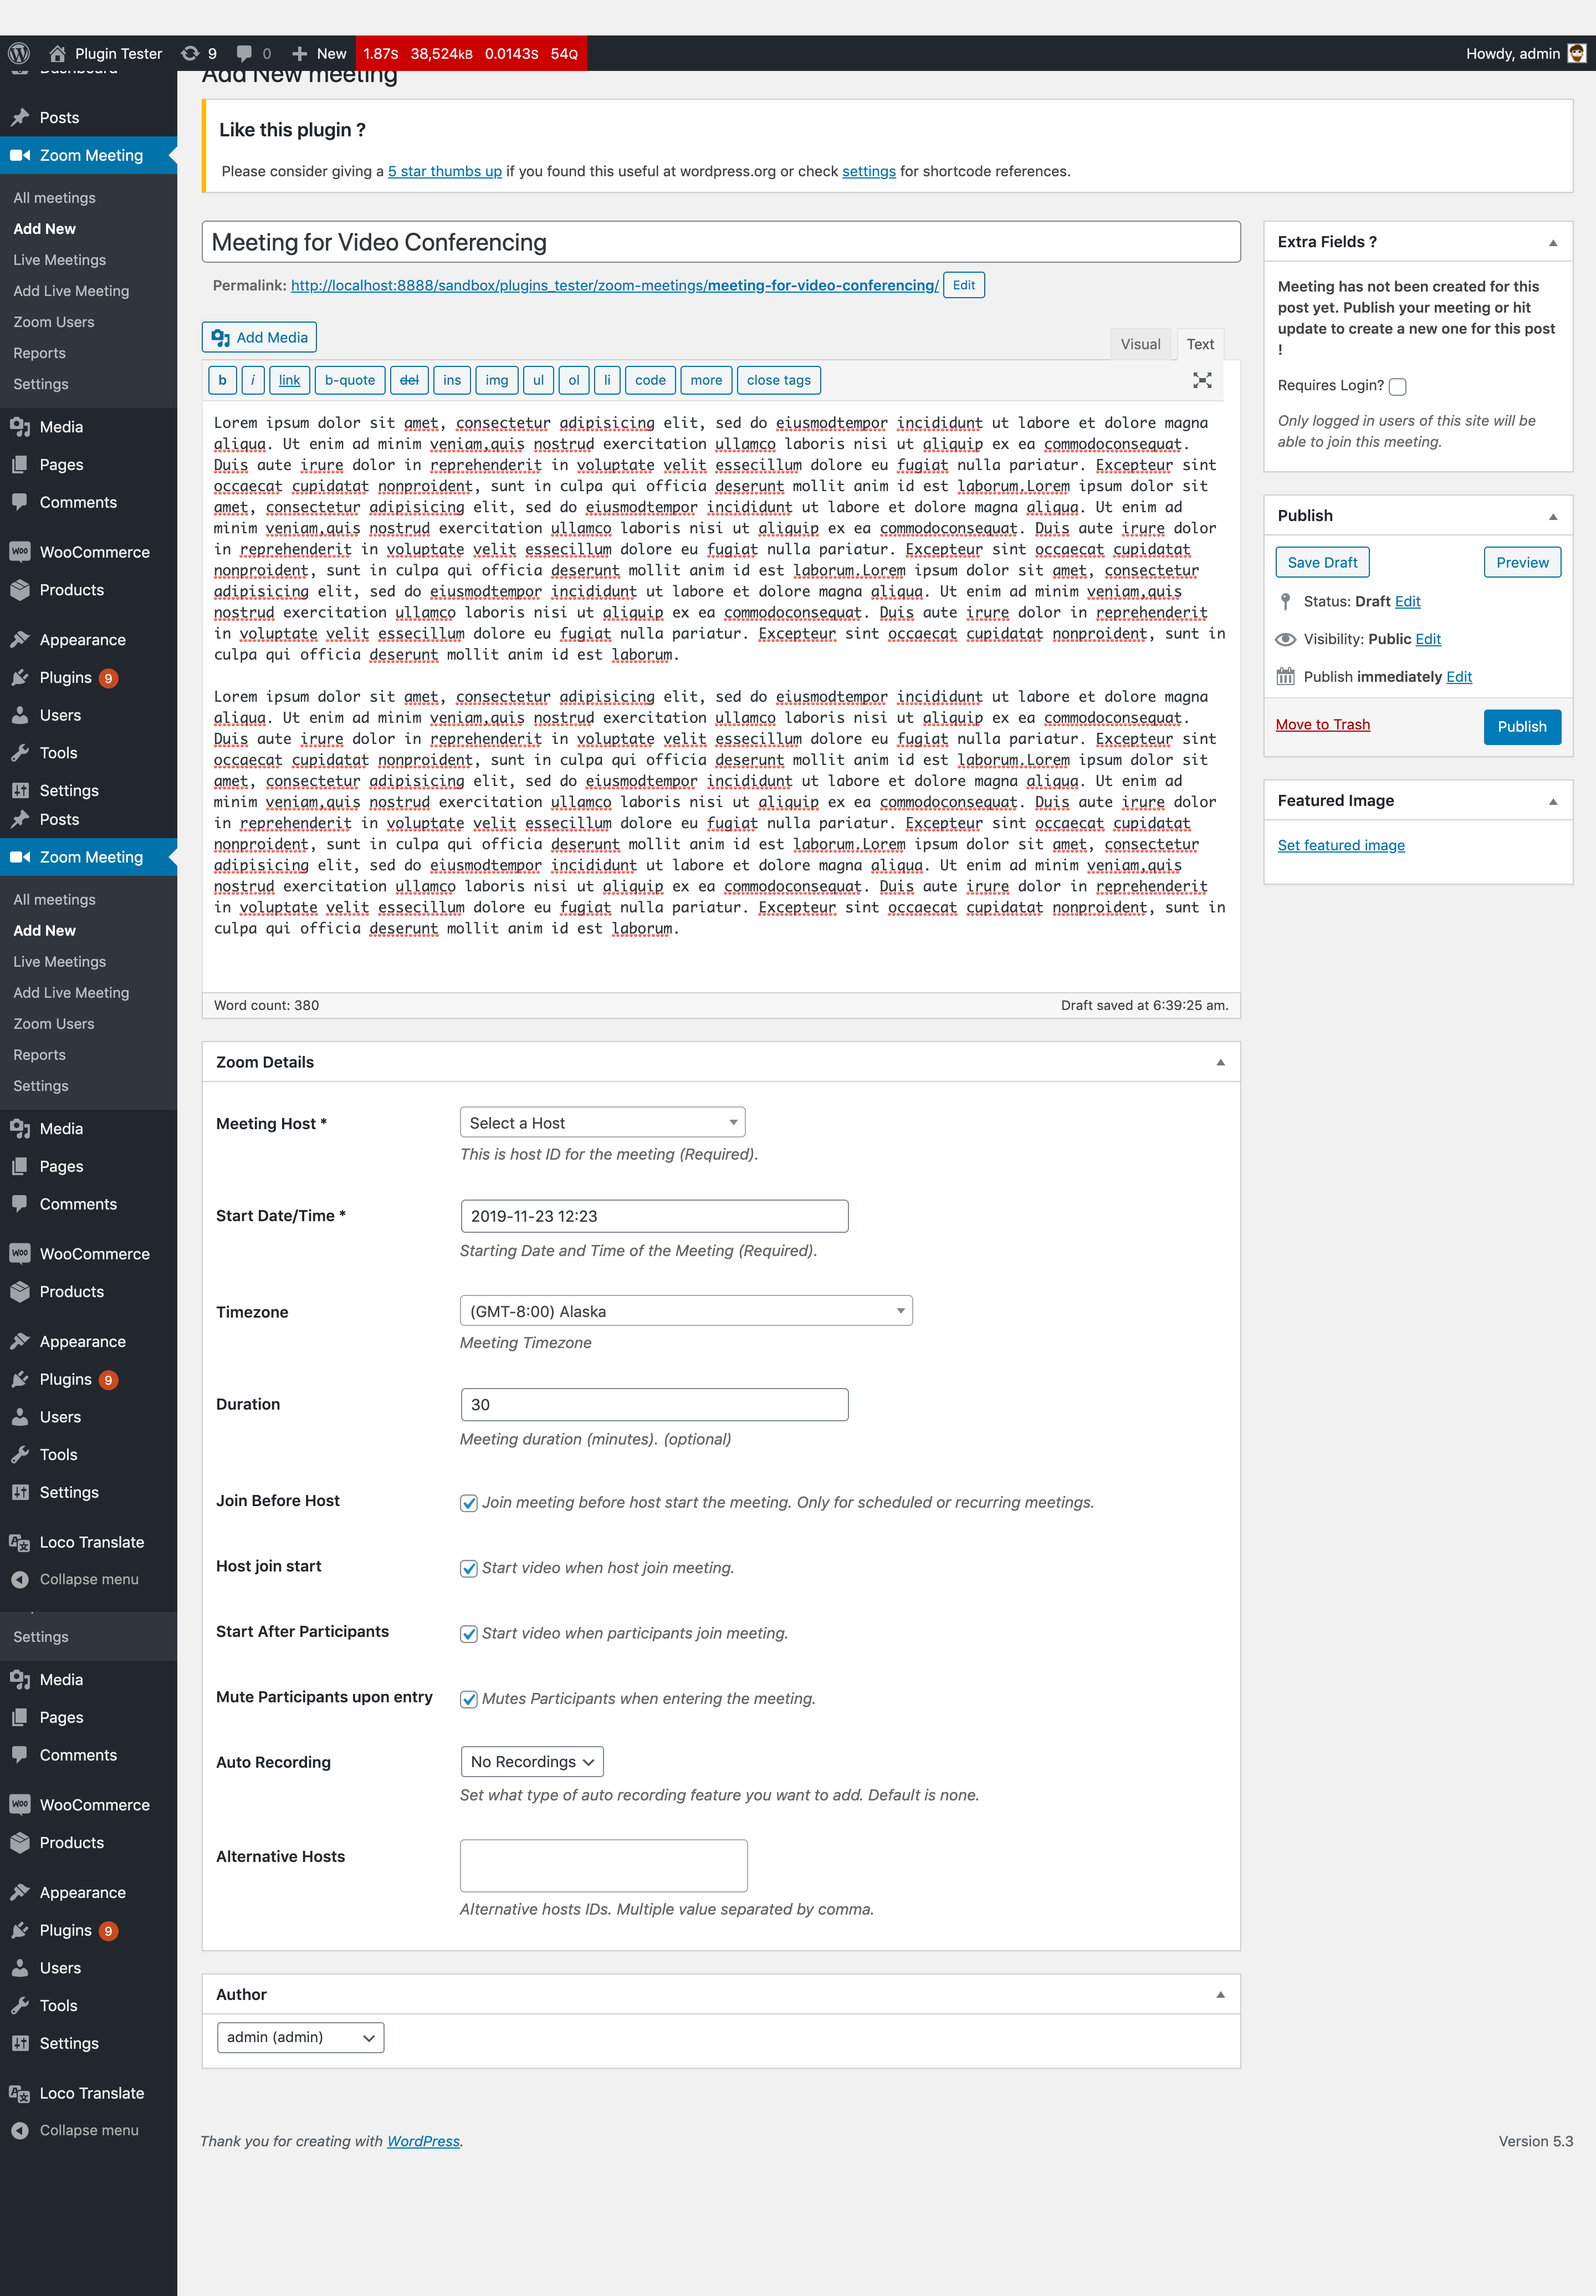 Plugin Tester 9 0 New 1.87S 38,524KB 0.0143S 54Q Howdy, admin
Dashboard
Posts
Zoom Meeting
All meetings
Add New
Live Meetings
Add Live Meeting
Zoom Users
Reports
Settings
Media
Pages
Comments
WooCommerce
Products
Appearance
Plugins 9
Users
Tools
Settings
Posts
Zoom Meeting
All meetings
Add New
Live Meetings
Add Live Meeting
Zoom Users
Reports
Settings
Media
Pages
Comments
WooCommerce
Products
Appearance
Plugins 9
Users
Tools
Settings
Loco Translate
Collapse menu
Settings
Media
Pages
Comments
WooCommerce
Products
Appearance
Plugins 9
Users
Tools
Settings
Loco Translate
Collapse menu
Add New meeting
Like this plugin ?
Please consider giving a 5 star thumbs up if you found this useful at wordpress.org or check settings for shortcode references.
Meeting for Video Conferencing
Permalink: http://localhost:8888/sandbox/plugins_tester/zoom-meetings/meeting-for-video-conferencing/ Edit
Add Media
Visual Text
b i link b-quote del ins img ul ol li code more close tags
Lorem ipsum dolor sit amet, consectetur adipisicing elit, sed do eiusmodtempor incididunt ut labore et dolore magna
aliqua. Ut enim ad minim veniam,quis nostrud exercitation ullamco laboris nisi ut aliquip ex ea commodoconsequat.
Duis aute irure dolor in reprehenderit in voluptate velit essecillum dolore eu fugiat nulla pariatur. Excepteur sint
occaecat cupidatat nonproident, sunt in culpa qui officia deserunt mollit anim id est laborum.Lorem ipsum dolor sit
amet, consectetur adipisicing elit, sed do eiusmodtempor incididunt ut labore et dolore magna aliqua. Ut enim ad
minim veniam,quis nostrud exercitation ullamco laboris nisi ut aliquip ex ea commodoconsequat. Duis aute irure dolor
in reprehenderit in voluptate velit essecillum dolore eu fugiat nulla pariatur. Excepteur sint occaecat cupidatat
nonproident, sunt in culpa qui officia deserunt mollit anim id est laborum.Lorem ipsum dolor sit amet, consectetur
adipisicing elit, sed do eiusmodtempor incididunt ut labore et dolore magna aliqua. Ut enim ad minim veniam,quis
nostrud exercitation ullamco laboris nisi ut aliquip ex ea commodoconsequat. Duis aute irure dolor in reprehenderit
in voluptate velit essecillum dolore eu fugiat nulla pariatur. Excepteur sint occaecat cupidatat nonproident, sunt in
culpa qui officia deserunt mollit anim id est laborum.
Lorem ipsum dolor sit amet, consectetur adipisicing elit, sed do eiusmodtempor incididunt ut labore et dolore magna
aliqua. Ut enim ad minim veniam,quis nostrud exercitation ullamco laboris nisi ut aliquip ex ea commodoconsequat.
Duis aute irure dolor in reprehenderit in voluptate velit essecillum dolore eu fugiat nulla pariatur. Excepteur sint
occaecat cupidatat nonproident, sunt in culpa qui officia deserunt mollit anim id est laborum.Lorem ipsum dolor sit
amet, consectetur adipisicing elit, sed do eiusmodtempor incididunt ut labore et dolore magna aliqua. Ut enim ad
minim veniam,quis nostrud exercitation ullamco laboris nisi ut aliquip ex ea commodoconsequat. Duis aute irure dolor
in reprehenderit in voluptate velit essecillum dolore eu fugiat nulla pariatur. Excepteur sint occaecat cupidatat
nonproident, sunt in culpa qui officia deserunt mollit anim id est laborum.Lorem ipsum dolor sit amet, consectetur
adipisicing elit, sed do eiusmodtempor incididunt ut labore et dolore magna aliqua. Ut enim ad minim veniam,quis
nostrud exercitation ullamco laboris nisi ut aliquip ex ea commodoconsequat. Duis aute irure dolor in reprehenderit
in voluptate velit essecillum dolore eu fugiat nulla pariatur. Excepteur sint occaecat cupidatat nonproident, sunt in
culpa qui officia deserunt mollit anim id est laborum.
Word count: 380 Draft saved at 6:39:25 am.
Zoom Details
Meeting Host * Select a Host
This is host ID for the meeting (Required).
Start Date/Time * 2019-11-23 12:23
Starting Date and Time of the Meeting (Required).
Timezone (GMT-8:00) Alaska
Meeting Timezone
Duration 30
Meeting duration (minutes). (optional)
Join Before Host Join meeting before host start the meeting. Only for scheduled or recurring meetings.
Host join start Start video when host join meeting.
Start After Participants Start video when participants join meeting.
Mute Participants upon entry Mutes Participants when entering the meeting.
Auto Recording No Recordings
Set what type of auto recording feature you want to add. Default is none.
Alternative Hosts
Alternative hosts IDs. Multiple value separated by comma.
Author
admin (admin)
Extra Fields ?
Meeting has not been created for this
post yet. Publish your meeting or hit
update to create a new one for this post
!
Requires Login?
Only logged in users of this site will be
able to join this meeting.
Publish
Save Draft Preview
Status: Draft Edit
Visibility: Public Edit
Publish immediately Edit
Move to Trash Publish
Featured Image
Set featured image
Thank you for creating with WordPress. Version 5.3